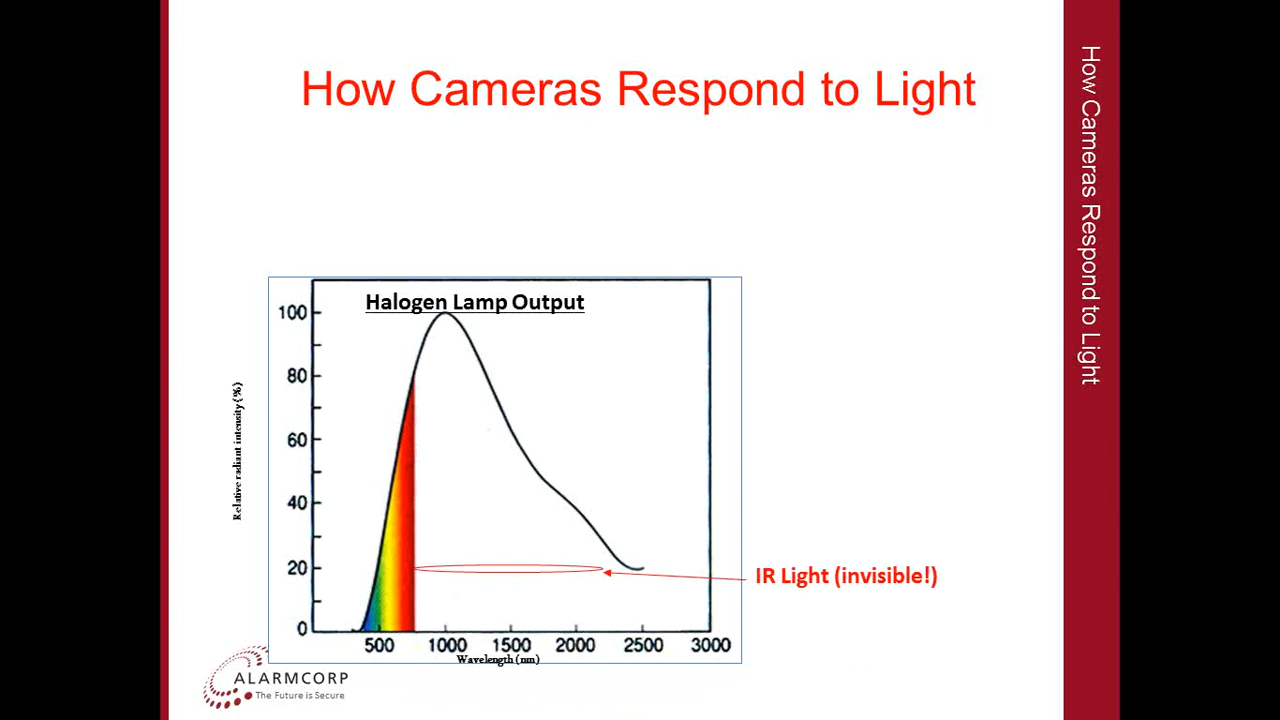 How Cameras Respond to Light
How Cameras Respond to Light
Halogen Lamp Output
100
80
60
40
20
0
Relative radiant intensity (%)
500 1000 1500 2000 2500 3000
Wavelength (nm)
IR Light (invisible!)
ALARMCORP
The Future is Secure